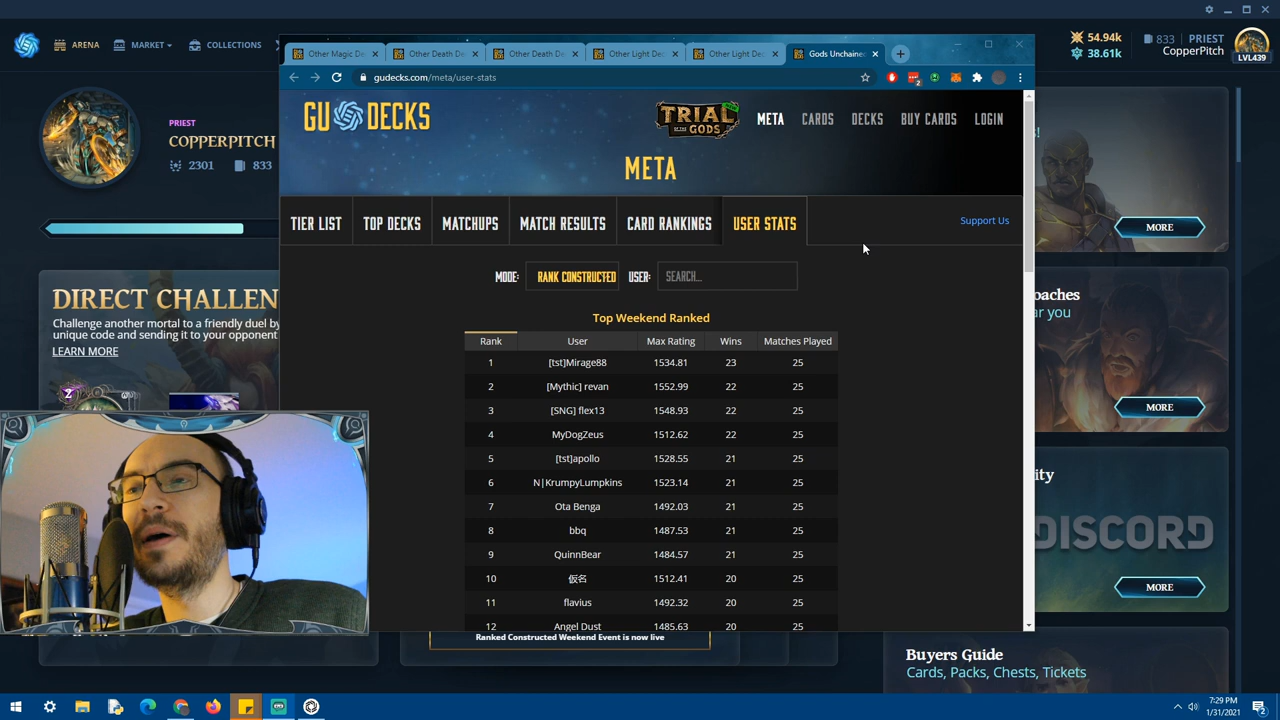 ARENA
MARKET
COLLECTIONS
54.94k
38.61k
833
PRIEST
CopperPitch
LVL439
PRIEST
COPPERPITCH
2301
833
DIRECT CHALLEN
Challenge another mortal to a friendly duel by
unique code and sending it to your opponent
LEARN MORE
2
Other Magic De
Other Death De
Other Death De
Other Light De
Other Light De
Gods Unchaine
gudecks.com/meta/user-stats
GU DECKS
TRIAL
OF THE
GODS
META
CARDS
DECKS
BUY CARDS
LOGIN
META
TIER LIST
TOP DECKS
MATCHUPS
MATCH RESULTS
CARD RANKINGS
USER STATS
Support Us
MODE:
RANK CONSTRUCTED
USER:
SEARCH...
Top Weekend Ranked
Rank User Max Rating Wins Matches Played
1 [tst]Mirage88 1534.81 23 25
2 [Mythic] revan 1552.99 22 25
3 [SNG] flex13 1548.93 22 25
4 MyDogZeus 1512.62 22 25
5 [tst]apollo 1528.55 21 25
6 N|KrumpyLumpkins 1523.14 21 25
7 Ota Benga 1492.03 21 25
8 bbq 1487.53 21 25
9 QuinnBear 1484.57 21 25
10 仮名 1512.41 20 25
11 flavius 1492.32 20 25
12 Angel Dust 1485.63 20 25
Ranked Constructed Weekend Event is now live
MORE
oaches
ar you
MORE
ity
DISCORD
MORE
Buyers Guide
Cards, Packs, Chests, Tickets
7:29 PM
1/31/2021
2